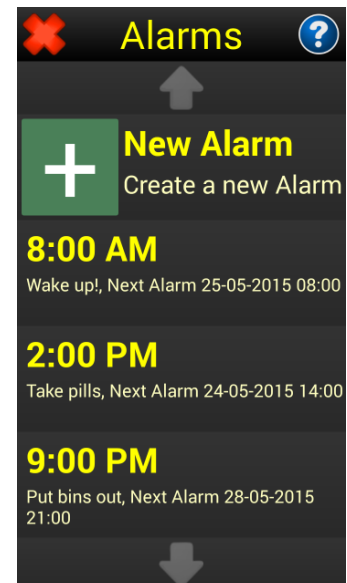 Alarms ?
New Alarm
Create a new Alarm
8:00 AM
Wake up!, Next Alarm 25-05-2015 08:00
2:00 PM
Take pills, Next Alarm 24-05-2015 14:00
9:00 PM
Put bins out, Next Alarm 28-05-2015
21:00